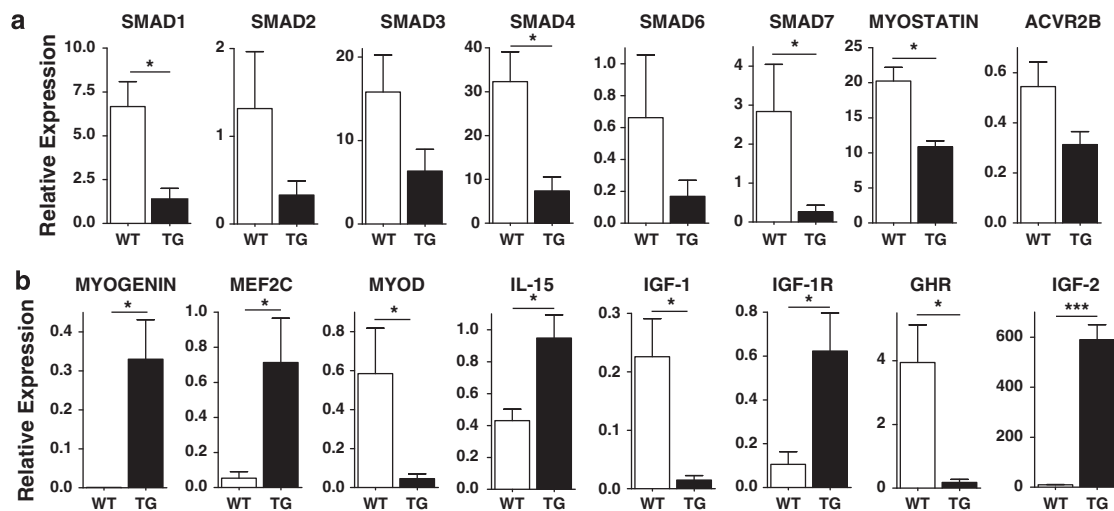 a
SMAD1 SMAD2 SMAD3 SMAD4 SMAD6 SMAD7 MYOSTATIN ACVR2B
Relative Expression
10.0 7.5 5.0 2.5 0.0 * WT TG
2 1 0 WT TG
20 10 0 WT TG
40 30 20 10 0 * WT TG
1.0 0.8 0.6 0.4 0.2 0.0 WT TG
4 3 2 1 0 * WT TG
25 20 15 10 5 0 * WT TG
0.6 0.4 0.2 0.0 WT TG
b
MYOGENIN MEF2C MYOD IL-15 IGF-1 IGF-1R GHR IGF-2
Relative Expression
0.4 0.3 0.2 0.1 0.0 * WT TG
1.0 0.8 0.6 0.4 0.2 0.0 * WT TG
0.8 0.6 0.4 0.2 0.0 * WT TG
1.0 0.8 0.6 0.4 0.2 0.0 * WT TG
0.3 0.2 0.1 0.0 * WT TG
0.8 0.6 0.4 0.2 0.0 * WT TG
4 2 0 * WT TG
600 400 200 0 *** WT TG